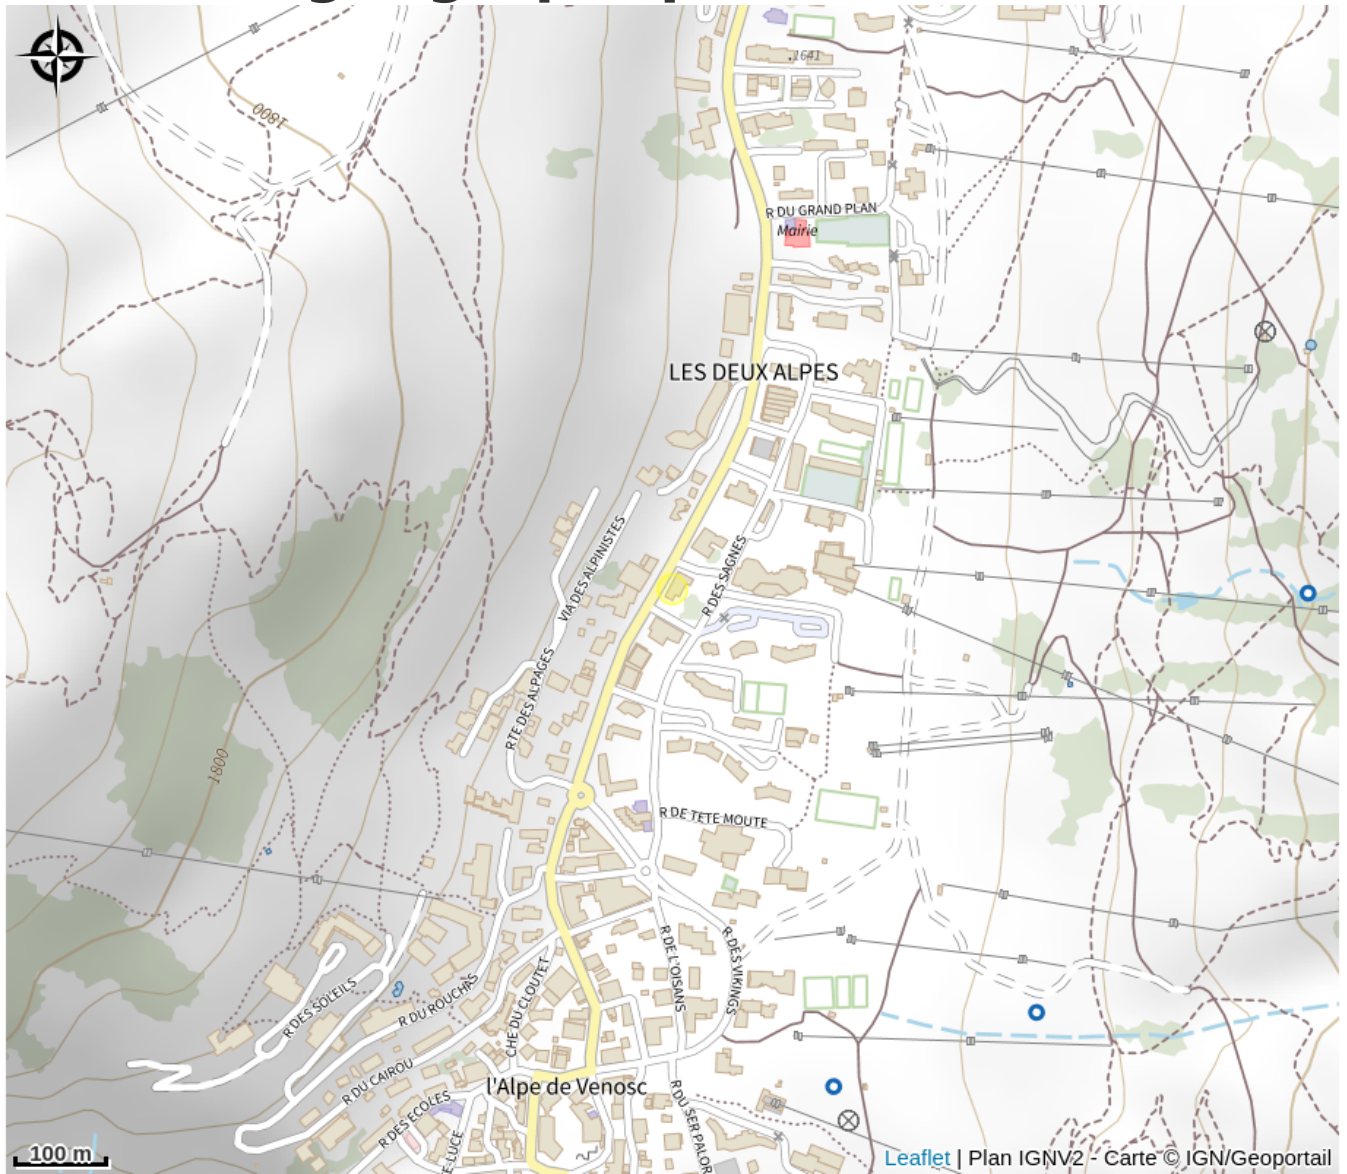 .1641
1800
R DU GRAND PLAN
Mairie
LES DEUX ALPES
VIA DES ALPINISTES
R DES SAGNES
RTE DES ALPAGES
1800
R DE TETE MOUTE
R DE L'OISANS
R DES VIKINGS
CHE DU CLOUTET
R DES SOLEILS
R DU ROUCHAS
R DU CAIROU
l'Alpe de Venosc
R DES ECOLES
R DU SER PALOR
E-LUCE
100 m
Leaflet | Plan IGNV2 - Carte © IGN/Geoportail